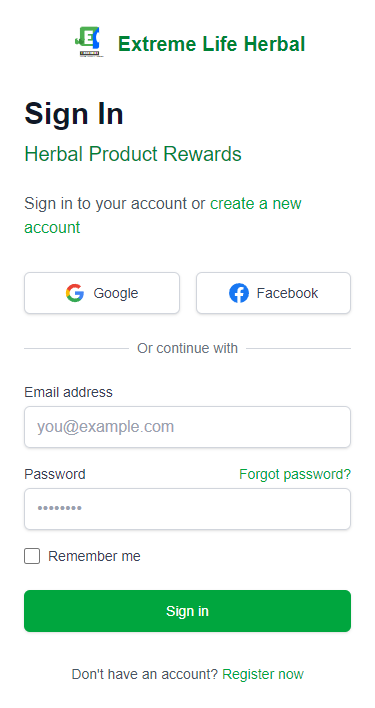 Extreme Life Herbal
Sign In
Herbal Product Rewards
Sign in to your account or create a new
account
Google
Facebook
Or continue with
Email address
you@example.com
Password
Forgot password?
••••••••
Remember me
Sign in
Don't have an account? Register now